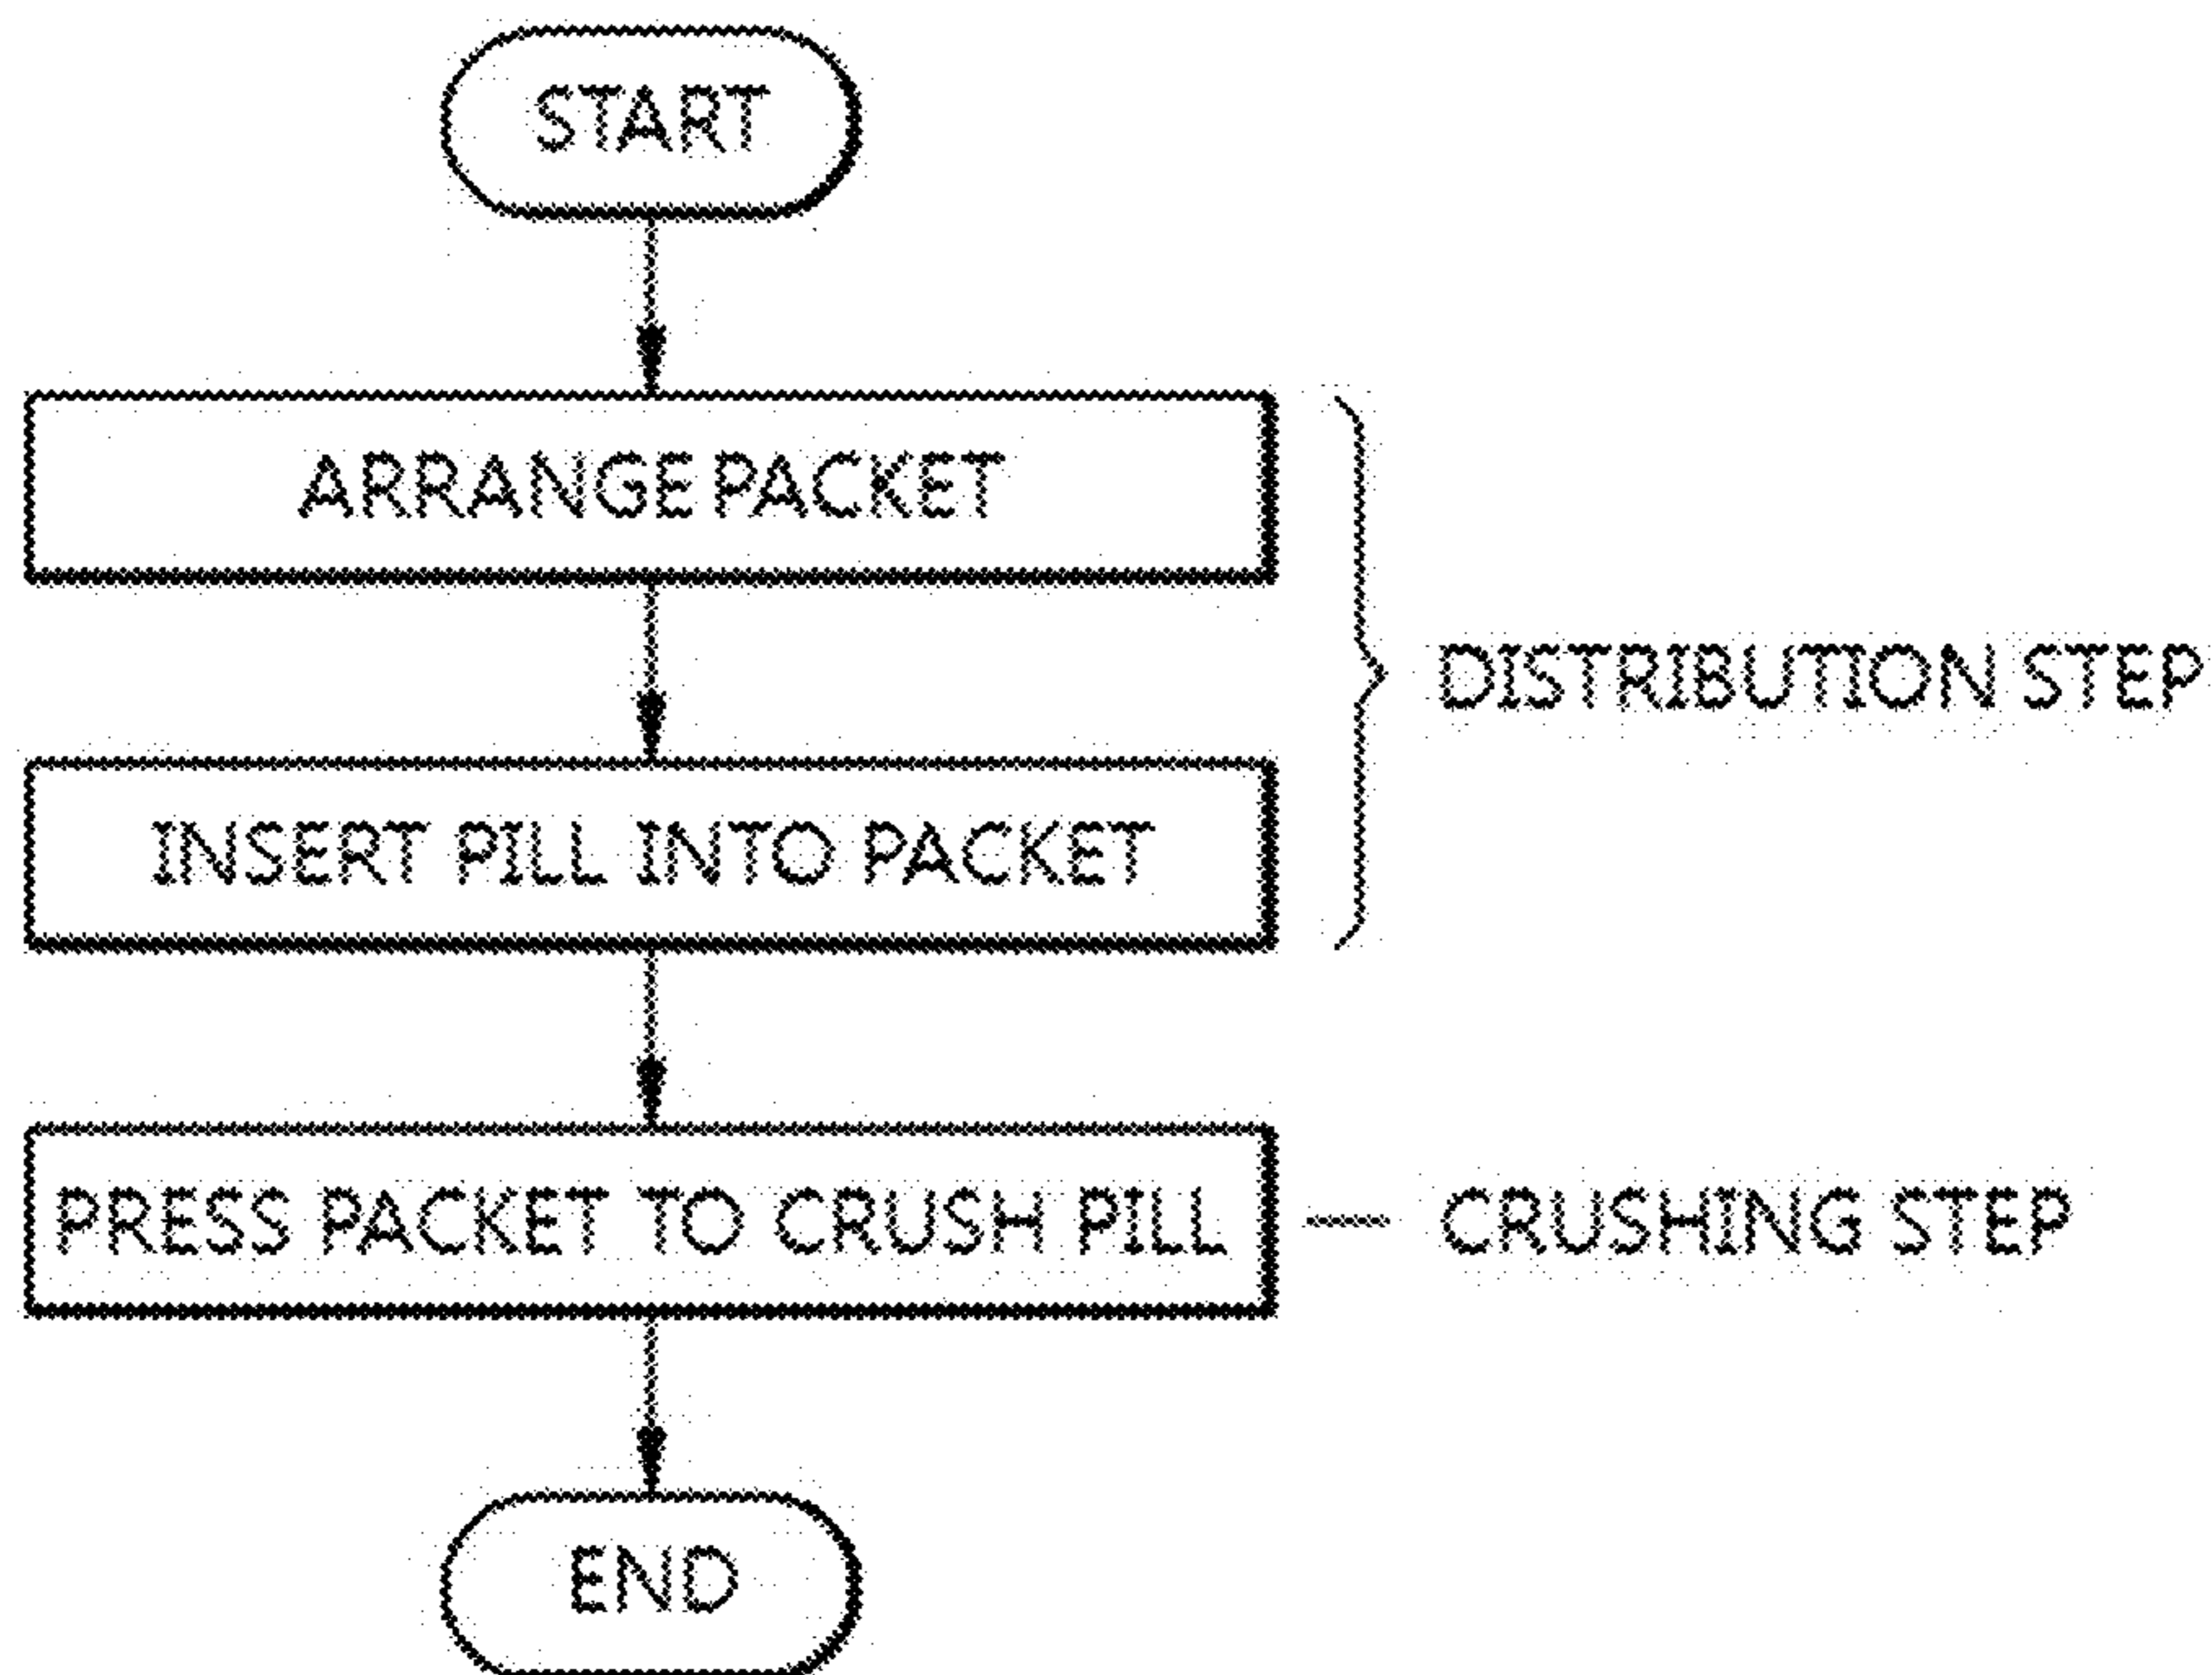 START
ARRANGE PACKET
DISTRIBUTION STEP
INSERT PILL INTO PACKET
PRESS PACKET TO CRUSH PILL
CRUSHING STEP
END